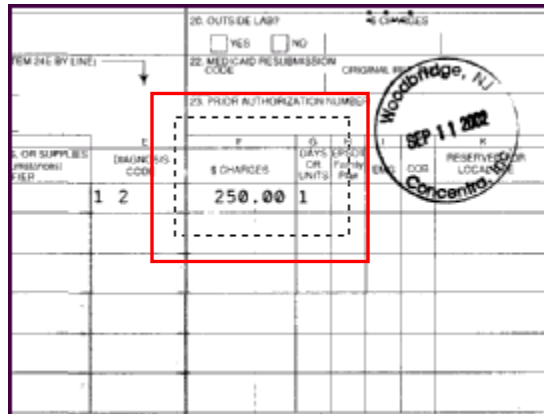 20. OUTSIDE LAB?
$ CHARGES
YES
NO
22. MEDICAID RESUBMISSION
CODE
ORIGINAL
23. PRIOR AUTHORIZATION NUMBER
Woodbridge, NJ
SEP 11 2002
Concentra
TEM 24E BY LINE)
OR SUPPLIES
FIER
E
DIAGNOSIS
CODE
F
$ CHARGES
G
DAYS
OR
UNITS
EPSDT
Family
Plan
I
EMG
COB
K
RESERVED FOR
LOCAL
1 2
250.00
1